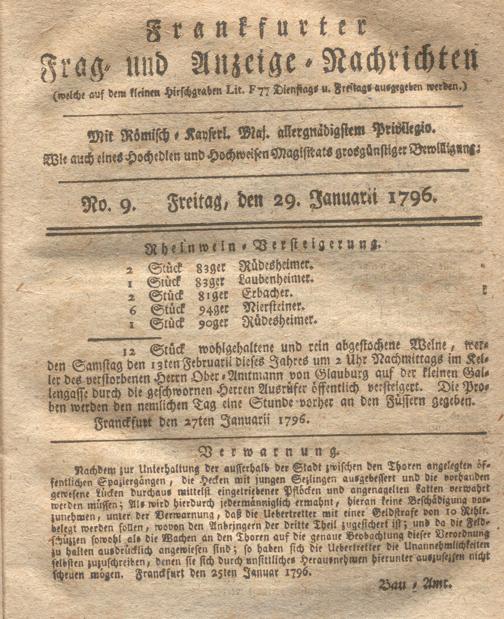 Frankfurter
Frag- und Anzeige-Nachrichten
(welche auf dem kleinen Hirschgraben Lit. F 77 Dienstags u. Freitags ausgegeben werden.)
Mit Römisch-Kayserl. Maj. allergnädigstem Privilegio.
Wie auch eines Hochedlen und Hochweisen Magistrats grosgünstiger Bewilligung:
No. 9. Freitag, den 29. Januarii 1796.
Rheinwein-Versteigerung.
2 Stück 83ger Rüdesheimer.
1 Stück 83ger Laubenheimer.
2 Stück 81ger Erbacher.
6 Stück 94ger Niersteiner.
1 Stück 90ger Rüdesheimer.
12 Stück wohlgehaltene und rein abgestochene Weine, wer-
den Samstag den 13ten Februarii dieses Jahres um 2 Uhr Nachmittags im Kel-
ler des verstorbenen Herrn Ober-Amtmann von Glauburg auf der kleinen Gal-
lengasse durch die geschwornen Herren Ausrüfer öffentlich versteigert. Die Pro-
ben werden den nemlichen Tag eine Stunde vorher an den Füssern gegeben.
Franckfurt den 27ten Januarii 1796.
Verwarnung.
Nachdem zur Unterhaltung der ausserhalb der Stadt zwischen den Thoren angelegten öf-
fentlichen Spaziergängen, die Hecken mit jungen Setzlingen ausgebessert und die vorhanden
gewesene Lücken durchaus mittelst eingetriebener Pflöcken und angenagelten Latten verwahrt
werden müssen; Als wird hierdurch jedermänniglich ermahnt, hieran keine Beschädigung vor-
zunehmen, unter der Verwarnung, daß die Uebertretter mit einer Geldstrafe von 10 Rthlr.
belegt werden sollen, wovon den Anbringern der dritte Theil zugesichert ist; und da die Feld-
schützen sowohl als die Wachen an den Thoren auf die genaue Beobachtung dieser Verordnung
zu halten ausdrücklich angewiesen sind; so haben sich die Uebertretter die Unannehmlichkeiten
selbsten zuzuschreiben, denen sie sich durch unsittliches Herausnehmen hierunter auszusetzen nicht
scheuen mögen. Franckfurt den 25ten Januar 1796.
Bau-Amt.